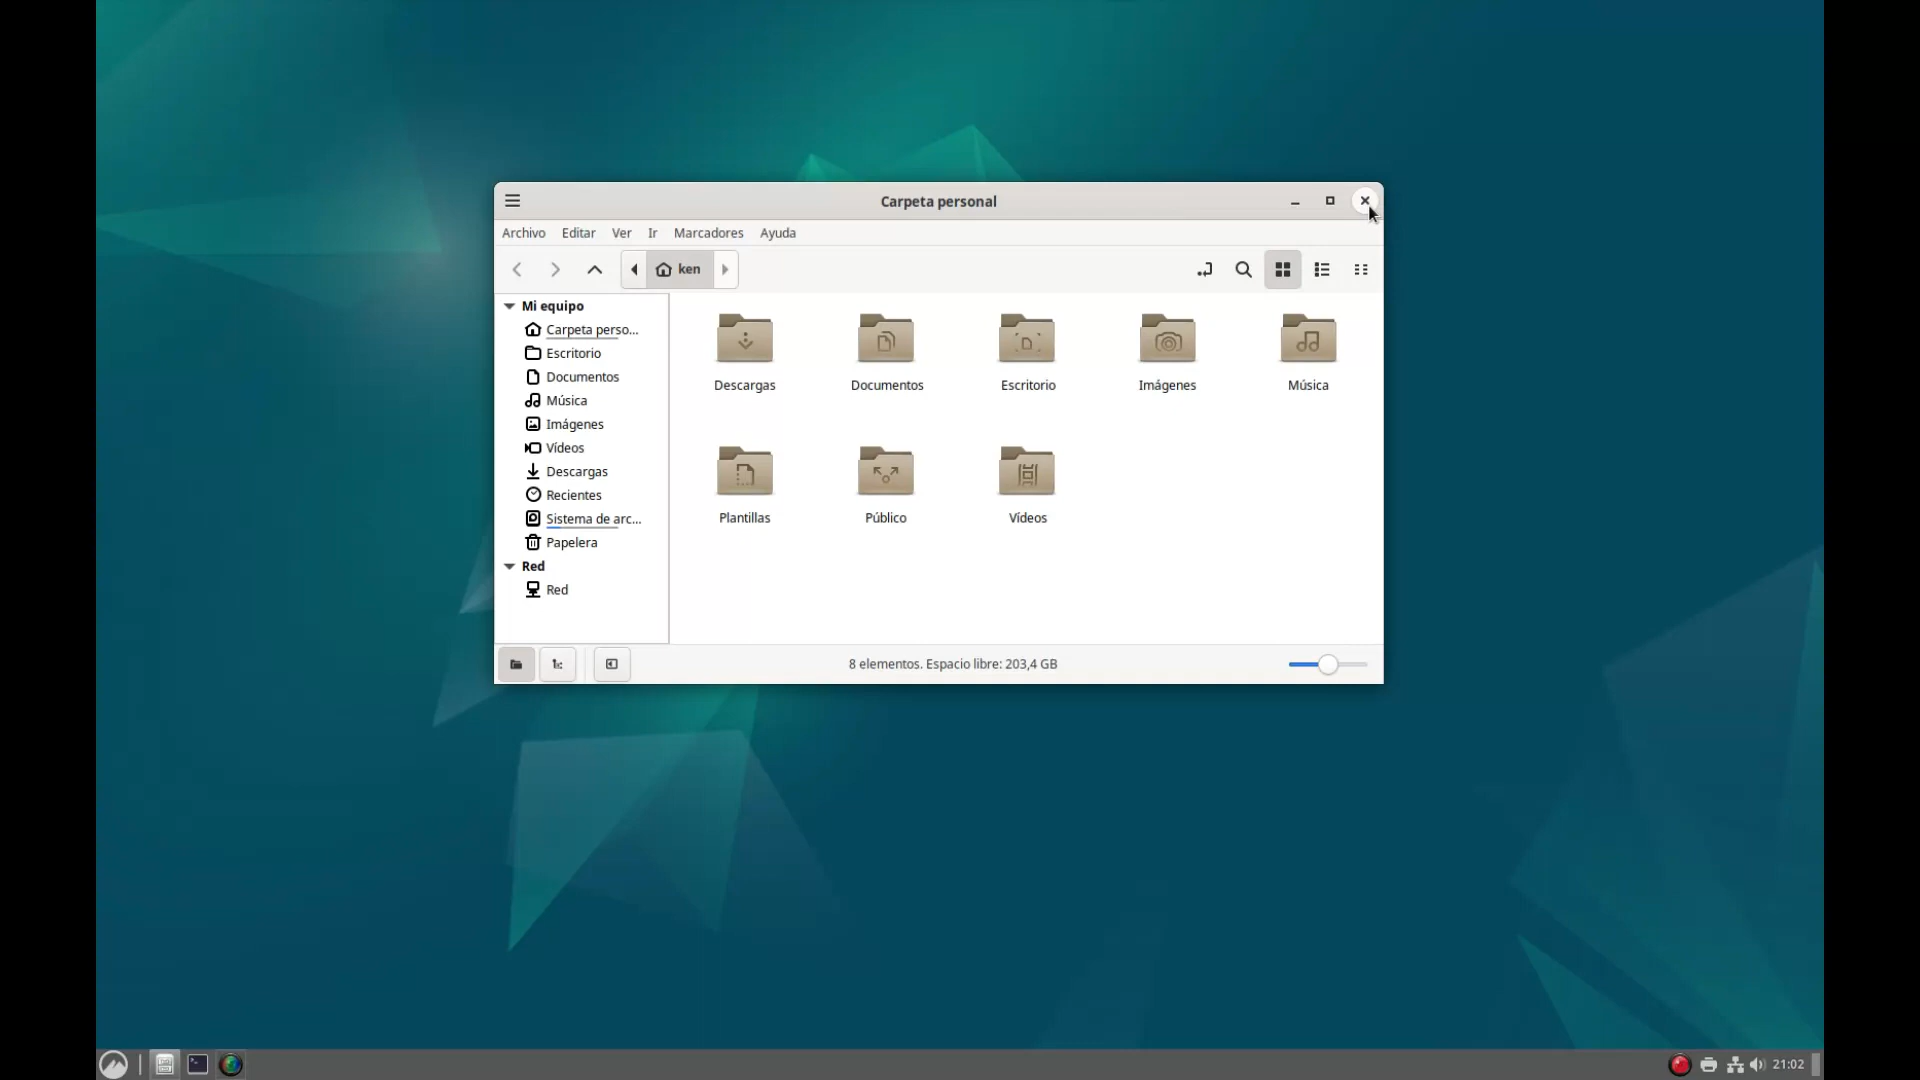 Carpeta personal
Archivo Editar Ver Ir Marcadores Ayuda
ken
Mi equipo
Carpeta perso...
Escritorio
Documentos
Música
Imágenes
Vídeos
Descargas
Recientes
Sistema de arc...
Papelera
Red
Red
Descargas Documentos Escritorio Imágenes Música
Plantillas Público Vídeos
8 elementos. Espacio libre: 203,4 GB
21:02